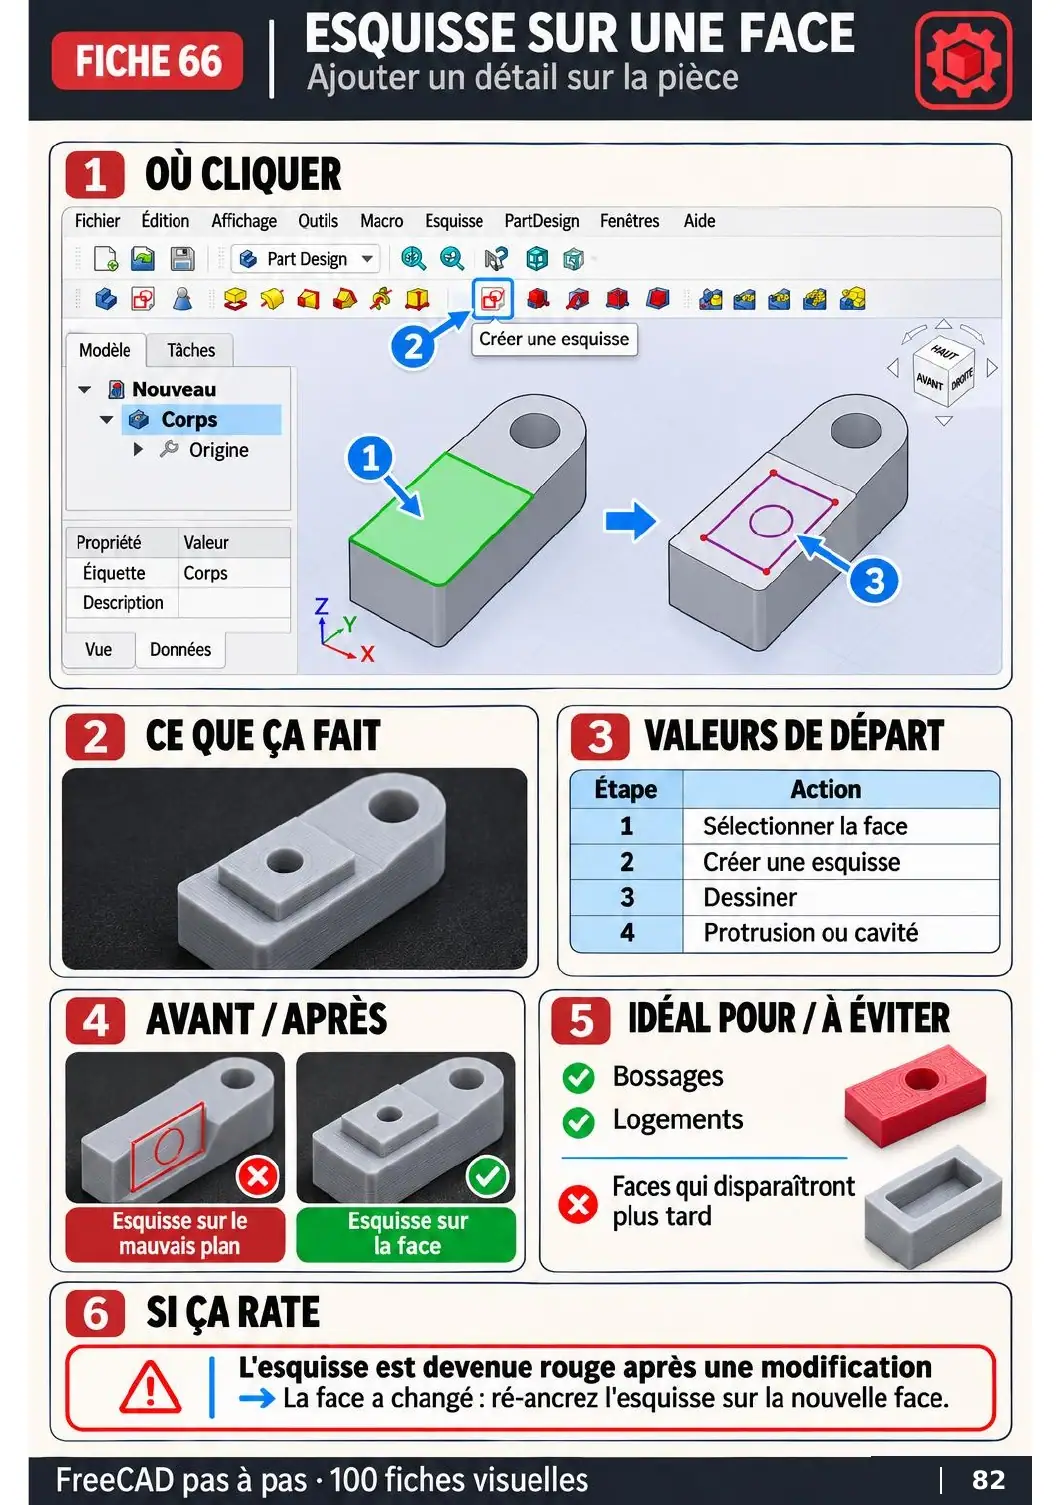 FICHE 66
ESQUISSE SUR UNE FACE
Ajouter un détail sur la pièce
1 OÙ CLIQUER
Fichier Édition Affichage Outils Macro Esquisse PartDesign Fenêtres Aide
Part Design
2
Créer une esquisse
Modèle Tâches
Nouveau
Corps
Origine
HAUT
AVANT DROITE
1
3
Propriété Valeur
Éiquette Corps
Description
Vue Données
Z
Y
X
2 CE QUE ÇA FAIT
3 VALEURS DE DÉPART
Étape Action
1 Sélectionner la face
2 Créer une esquisse
3 Dessiner
4 Protrusion ou cavité
4 AVANT / APRÈS
Esquisse sur le
mauvais plan
Esquisse sur
la face
5 IDÉAL POUR / À ÉVITER
Bossages
Logements
Faces qui disparaîtront
plus tard
6 SI ÇA RATE
L'esquisse est devenue rouge après une modification
La face a changé : ré-ancrez l'esquisse sur la nouvelle face.
FreeCAD pas à pas · 100 fiches visuelles | 82